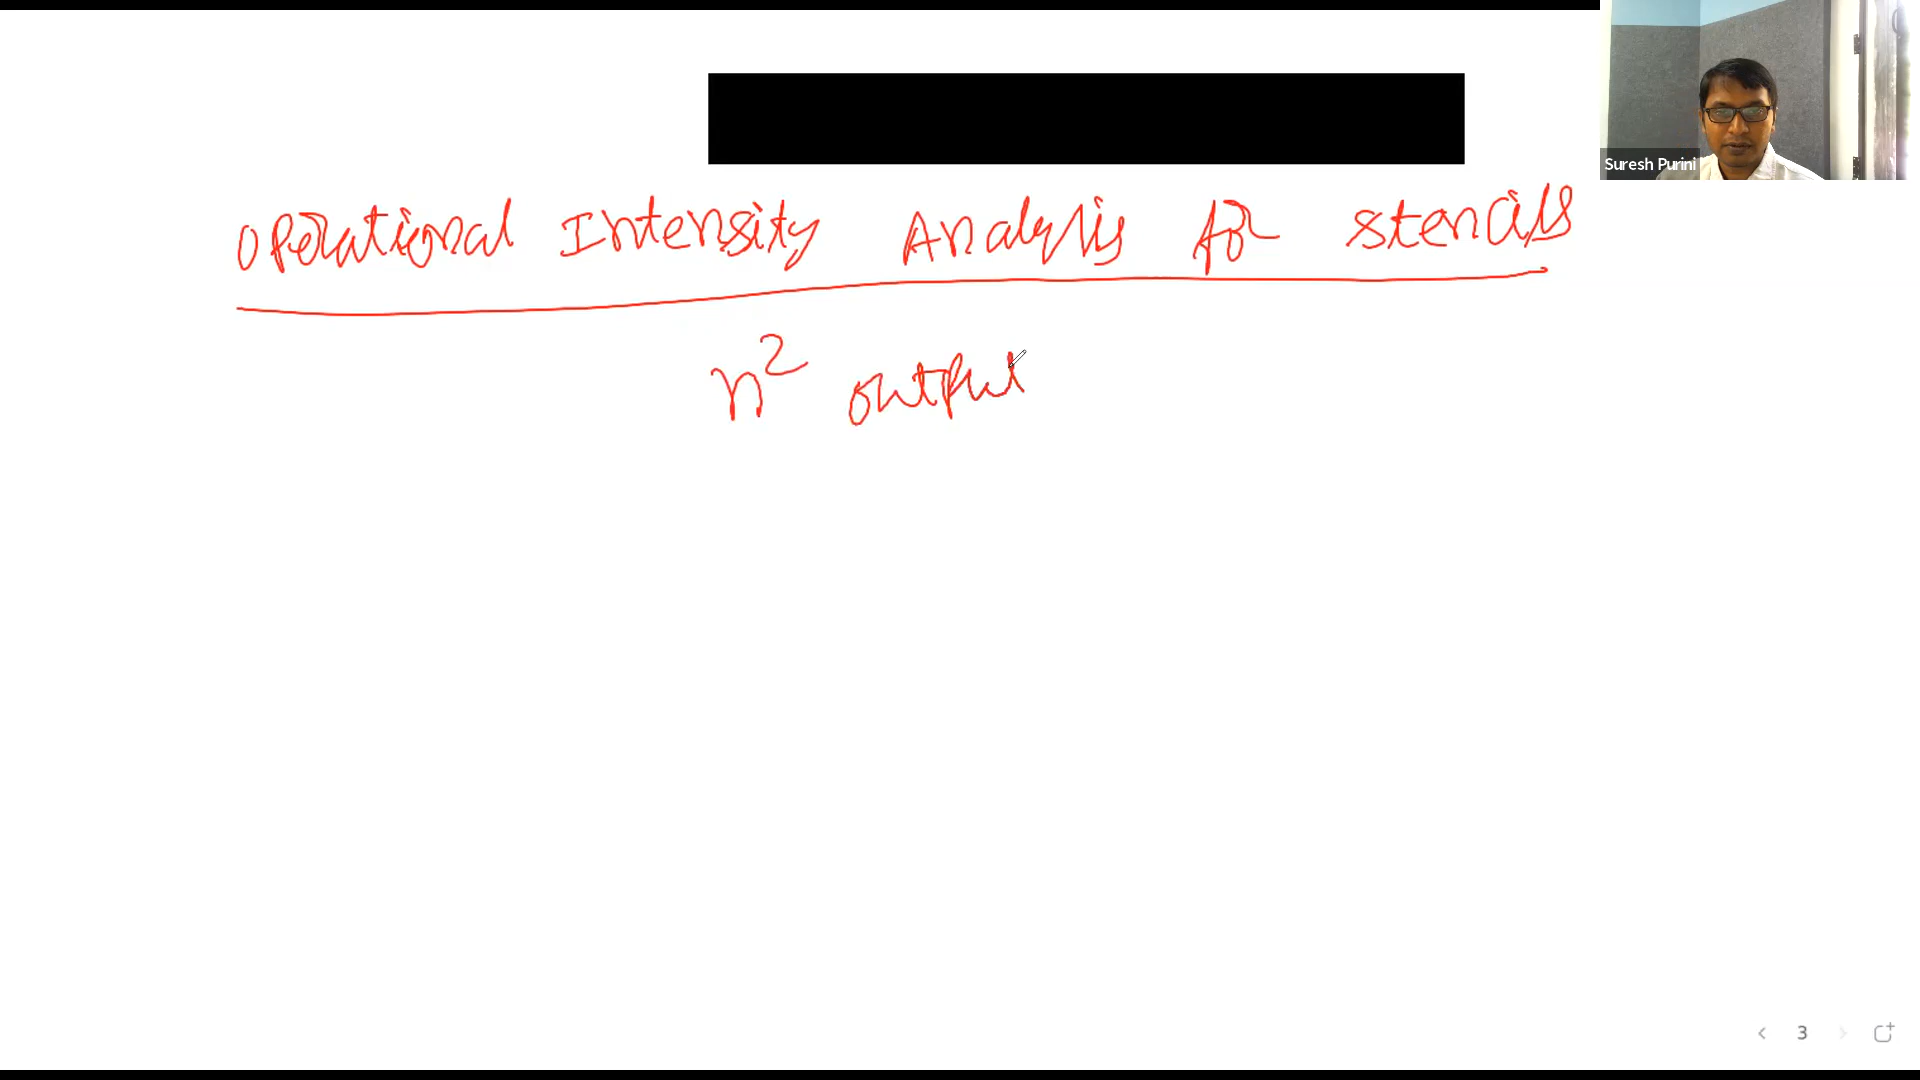 Suresh Purini
Operational Intensity Analysis for stencils
n² output
3